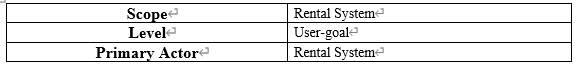 Scope Rental System
Level User-goal
Primary Actor Rental System